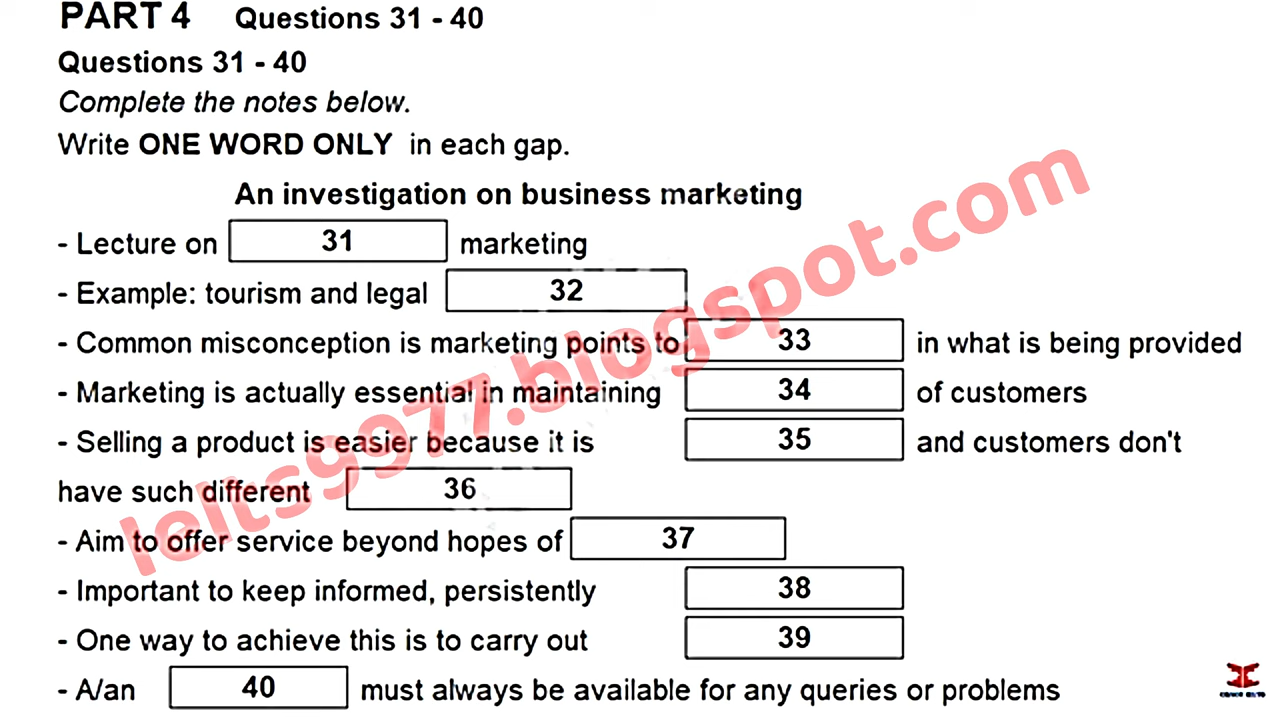 PART 4 Questions 31 - 40
Questions 31 - 40
Complete the notes below.
Write ONE WORD ONLY in each gap.
An investigation on business marketing
- Lecture on 31 marketing
- Example: tourism and legal 32
- Common misconception is marketing points to 33 in what is being provided
- Marketing is actually essential in maintaining 34 of customers
- Selling a product is easier because it is 35 and customers don't
have such different 36
- Aim to offer service beyond hopes of 37
- Important to keep informed, persistently 38
- One way to achieve this is to carry out 39
- A/an 40 must always be available for any queries or problems
Ielts9977.blogspot.com